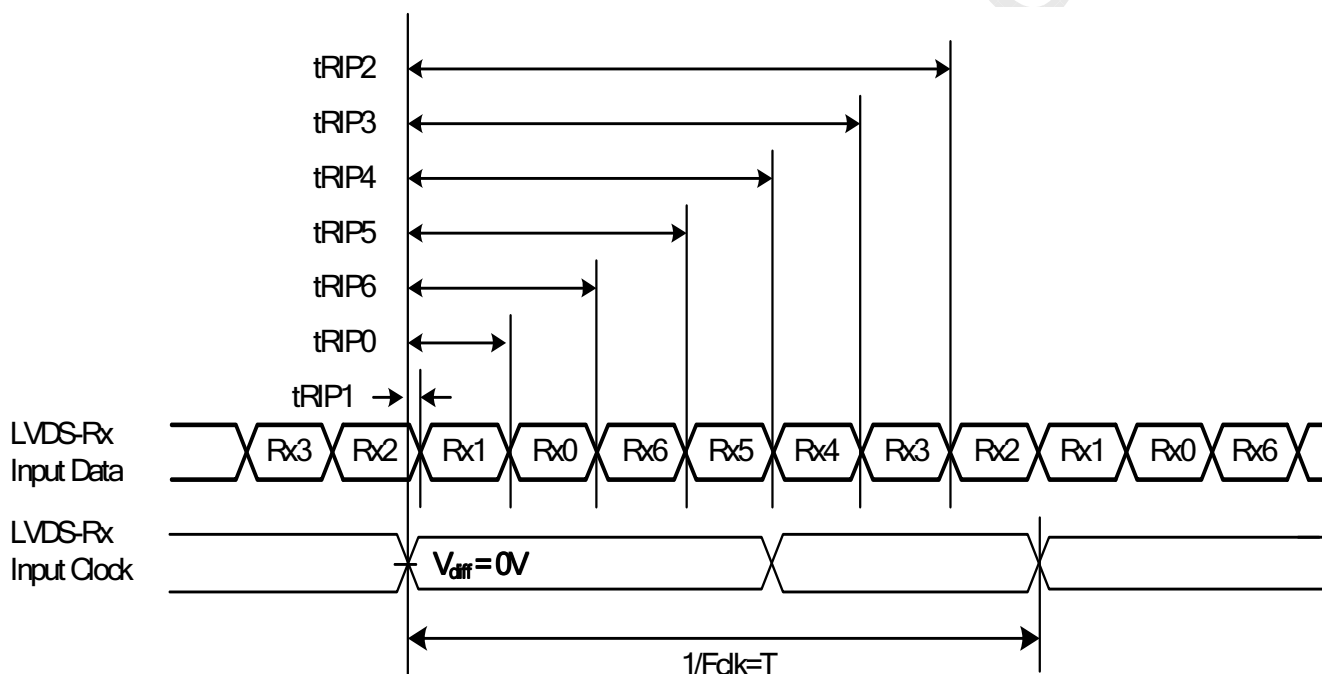 tRIP2
tRIP3
tRIP4
tRIP5
tRIP6
tRIP0
tRIP1
LVDS-Rx
Input Data
Rx3 Rx2 Rx1 Rx0 Rx6 Rx5 Rx4 Rx3 Rx2 Rx1 Rx0 Rx6
LVDS-Rx
Input Clock
Vdiff = 0V
1/Fclk=T